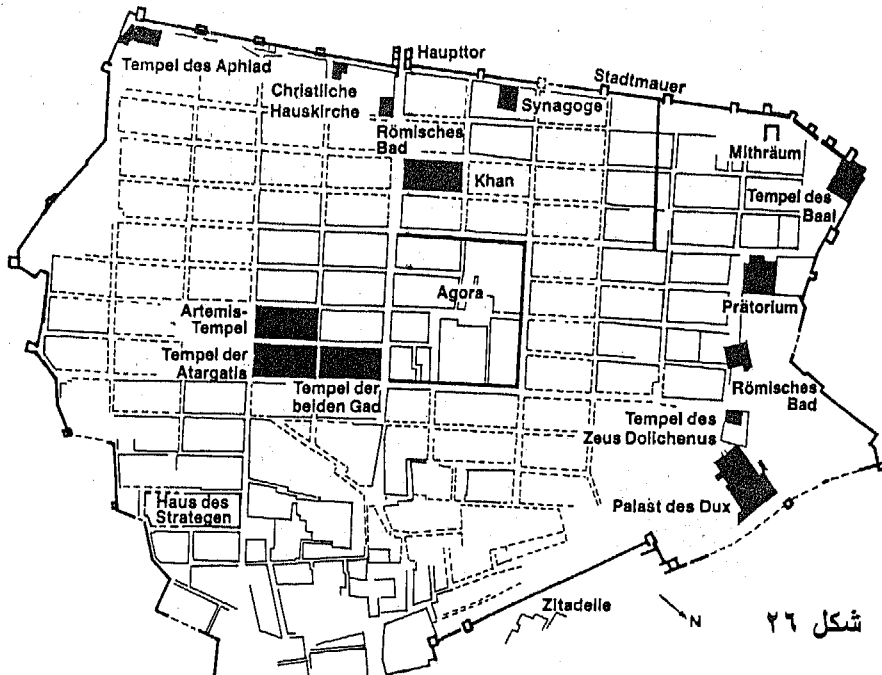 Haupttor
Tempel des Aphlad
Stadtmauer
Christliche
Hauskirche
Synagoge
Römisches
Bad
Mithräum
Khan
Tempel des
Baal
Agora
Artemis-
Tempel
Prätorium
Tempel der
Atargatis
Tempel der
beiden Gad
Römisches
Bad
Tempel des
Zeus Dolichenus
Haus des
Strategen
Palast des Dux
Zitadelle
N
شكل ٢٦